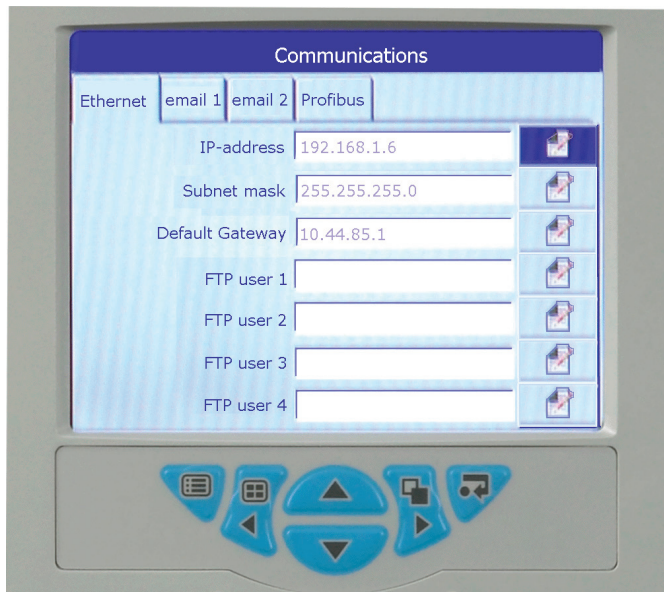 Communications
Ethernet email 1 email 2 Profibus
IP-address 192.168.1.6
Subnet mask 255.255.255.0
Default Gateway 10.44.85.1
FTP user 1
FTP user 2
FTP user 3
FTP user 4